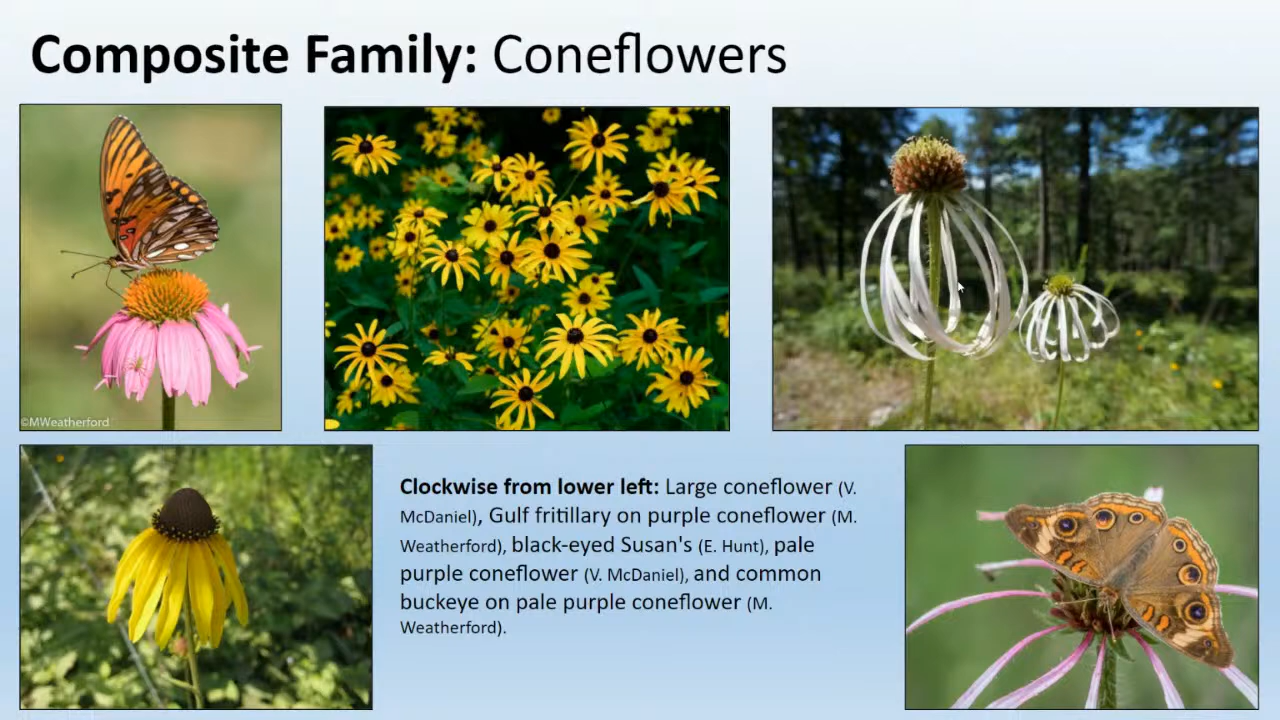 Composite Family: Coneflowers
©MWeatherford
Clockwise from lower left: Large coneflower (V.
McDaniel), Gulf fritillary on purple coneflower (M.
Weatherford), black-eyed Susan's (E. Hunt), pale
purple coneflower (V. McDaniel), and common
buckeye on pale purple coneflower (M.
Weatherford).